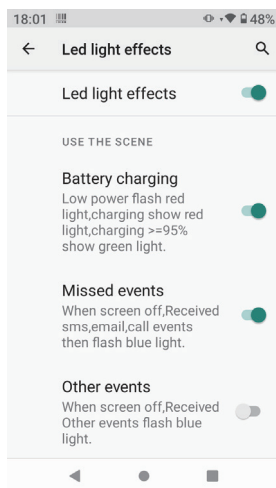 18:01 48%
Led light effects
Led light effects
USE THE SCENE
Battery charging
Low power flash red
light,charging show red
light,charging >=95%
show green light.
Missed events
When screen off,Received
sms,email,call events
then flash blue light.
Other events
When screen off,Received
Other events flash blue
light.